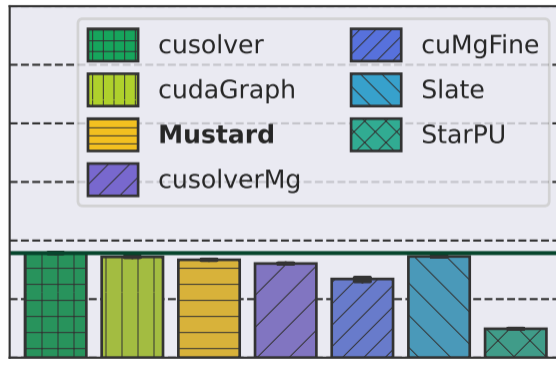 cusolver
cudaGraph
Mustard
cusolverMg
cuMgFine
Slate
StarPU